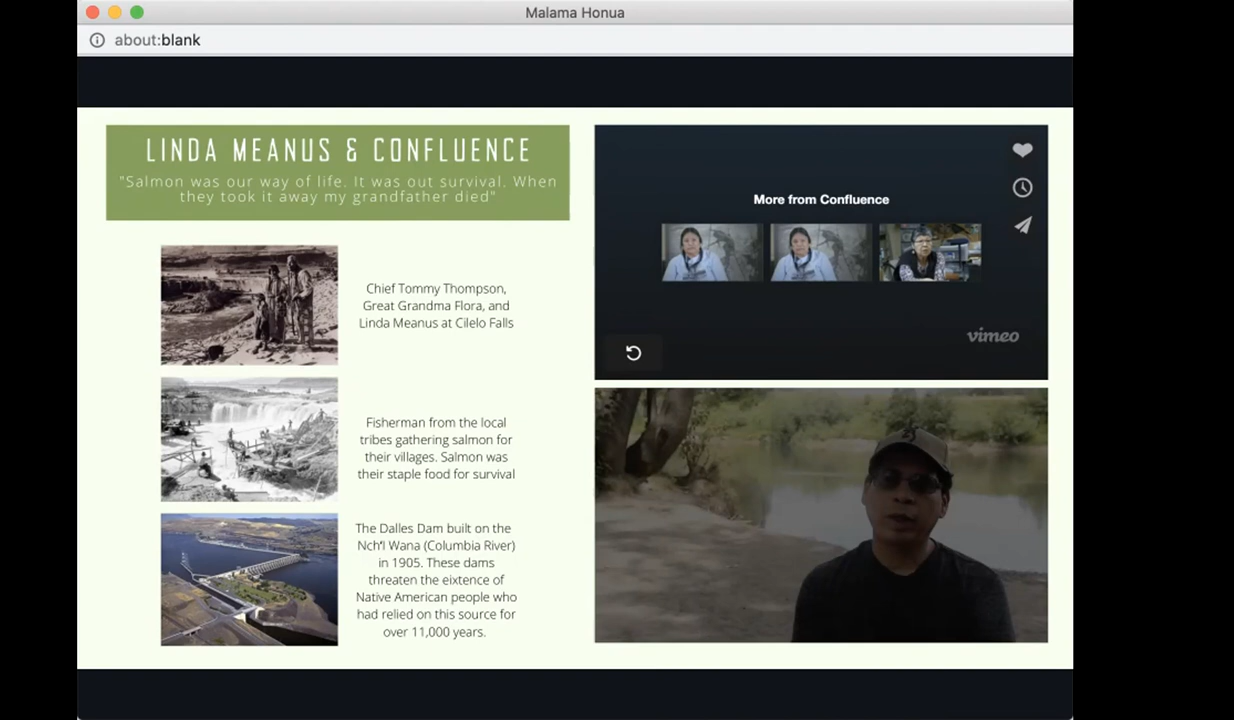 Malama Honua
about:blank
LINDA MEANUS & CONFLUENCE
"Salmon was our way of life. It was out survival. When
they took it away my grandfather died"
Chief Tommy Thompson,
Great Grandma Flora, and
Linda Meanus at Cilelo Falls
Fisherman from the local
tribes gathering salmon for
their villages. Salmon was
their staple food for survival
The Dalles Dam built on the
Nch'I Wana (Columbia River)
in 1905. These dams
threaten the eixtence of
Native American people who
had relied on this source for
over 11,000 years.
More from Confluence
vimeo